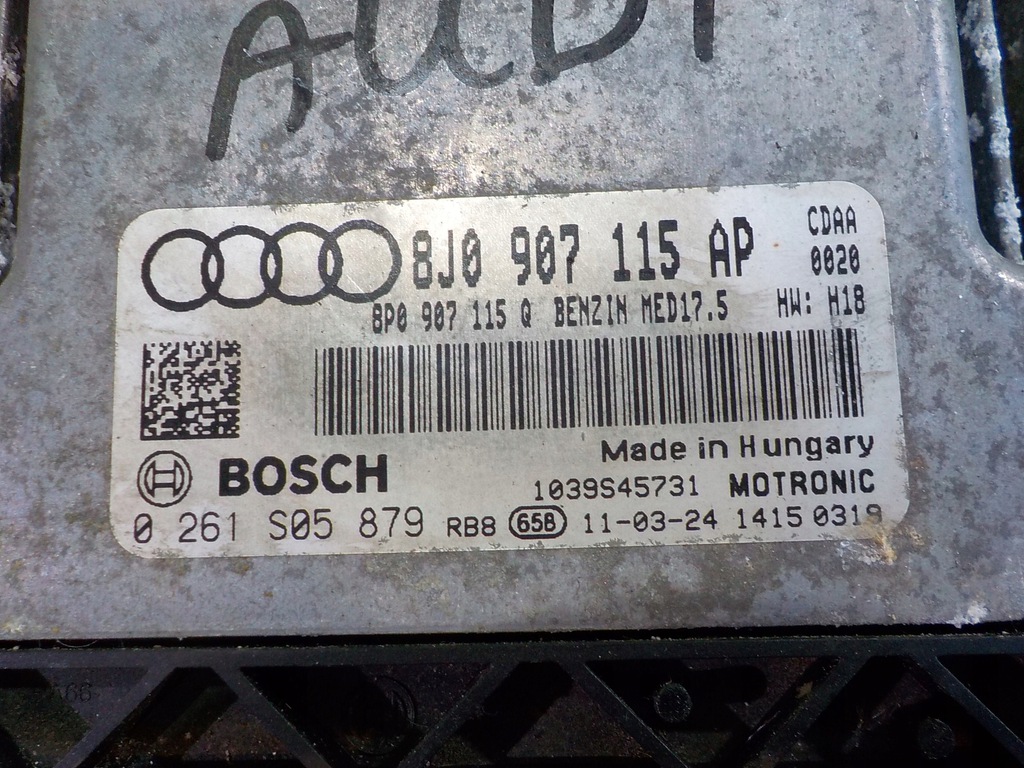 AUDI
8J0 907 115 AP CDAA
0020
8P0 907 115 Q BENZIN MED17.5 HW: H18
Made in Hungary
BOSCH 1039S45731 MOTRONIC
0 261 S05 879 RB8 65B 11-03-24 1415 0319